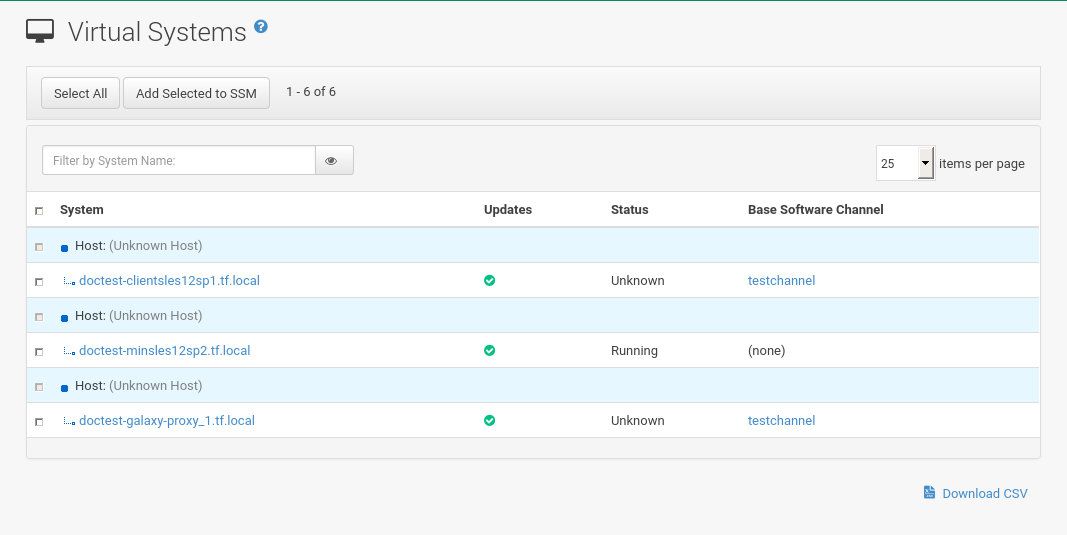 Virtual Systems ?
Select All Add Selected to SSM 1 - 6 of 6
Filter by System Name: 25 items per page
System Updates Status Base Software Channel
Host: (Unknown Host)
doctest-clientsles12sp1.tf.local Unknown testchannel
Host: (Unknown Host)
doctest-minsles12sp2.tf.local Running (none)
Host: (Unknown Host)
doctest-galaxy-proxy_1.tf.local Unknown testchannel
Download CSV